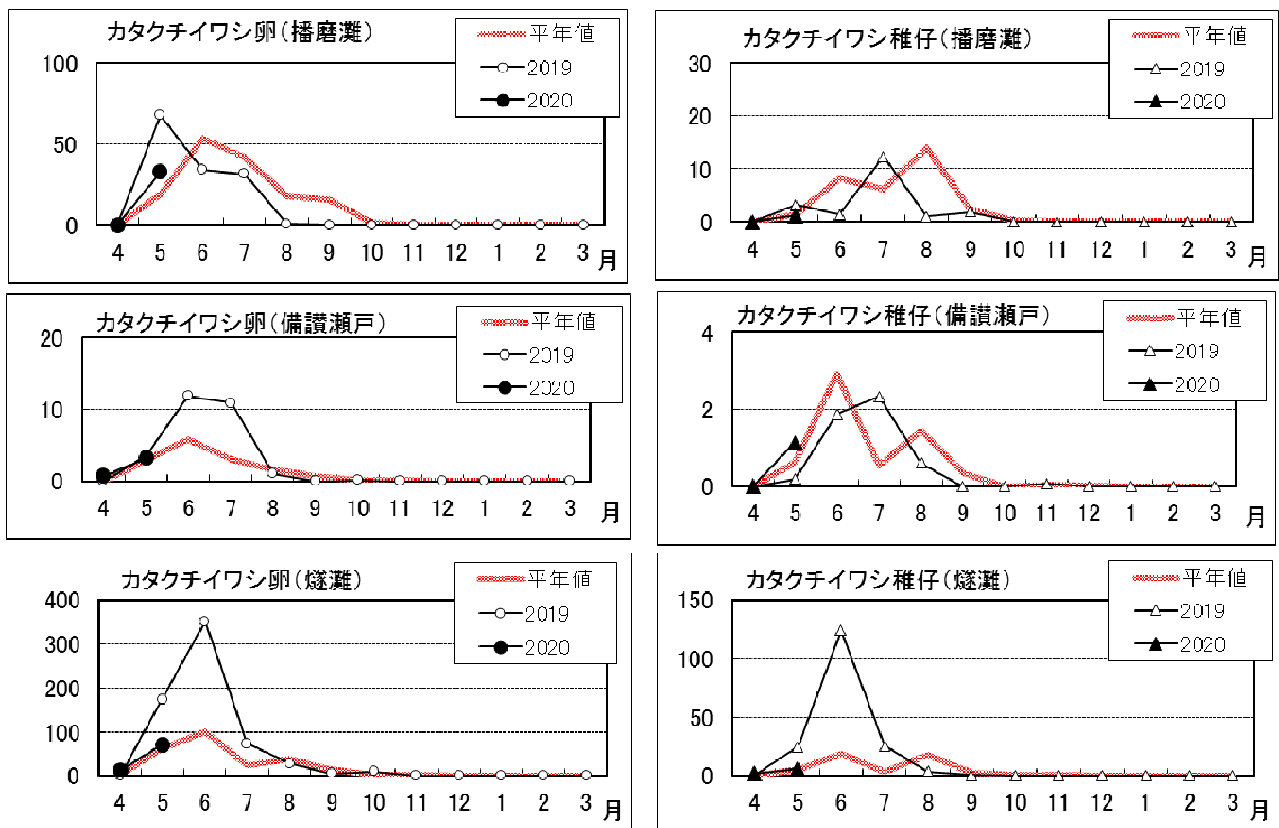 カタクチイワシ卵(播磨灘)
平年値
2019
2020
100
50
0
4 5 6 7 8 9 10 11 12 1 2 3 月
カタクチイワシ稚仔(播磨灘)
平年値
2019
2020
30
20
10
0
4 5 6 7 8 9 10 11 12 1 2 3 月
カタクチイワシ卵(備讃瀬戸)
平年値
2019
2020
20
10
0
4 5 6 7 8 9 10 11 12 1 2 3 月
カタクチイワシ稚仔(備讃瀬戸)
平年値
2019
2020
4
2
0
4 5 6 7 8 9 10 11 12 1 2 3 月
カタクチイワシ卵(燧灘)
平年値
2019
2020
400
300
200
100
0
4 5 6 7 8 9 10 11 12 1 2 3 月
カタクチイワシ稚仔(燧灘)
平年値
2019
2020
150
100
50
0
4 5 6 7 8 9 10 11 12 1 2 3 月